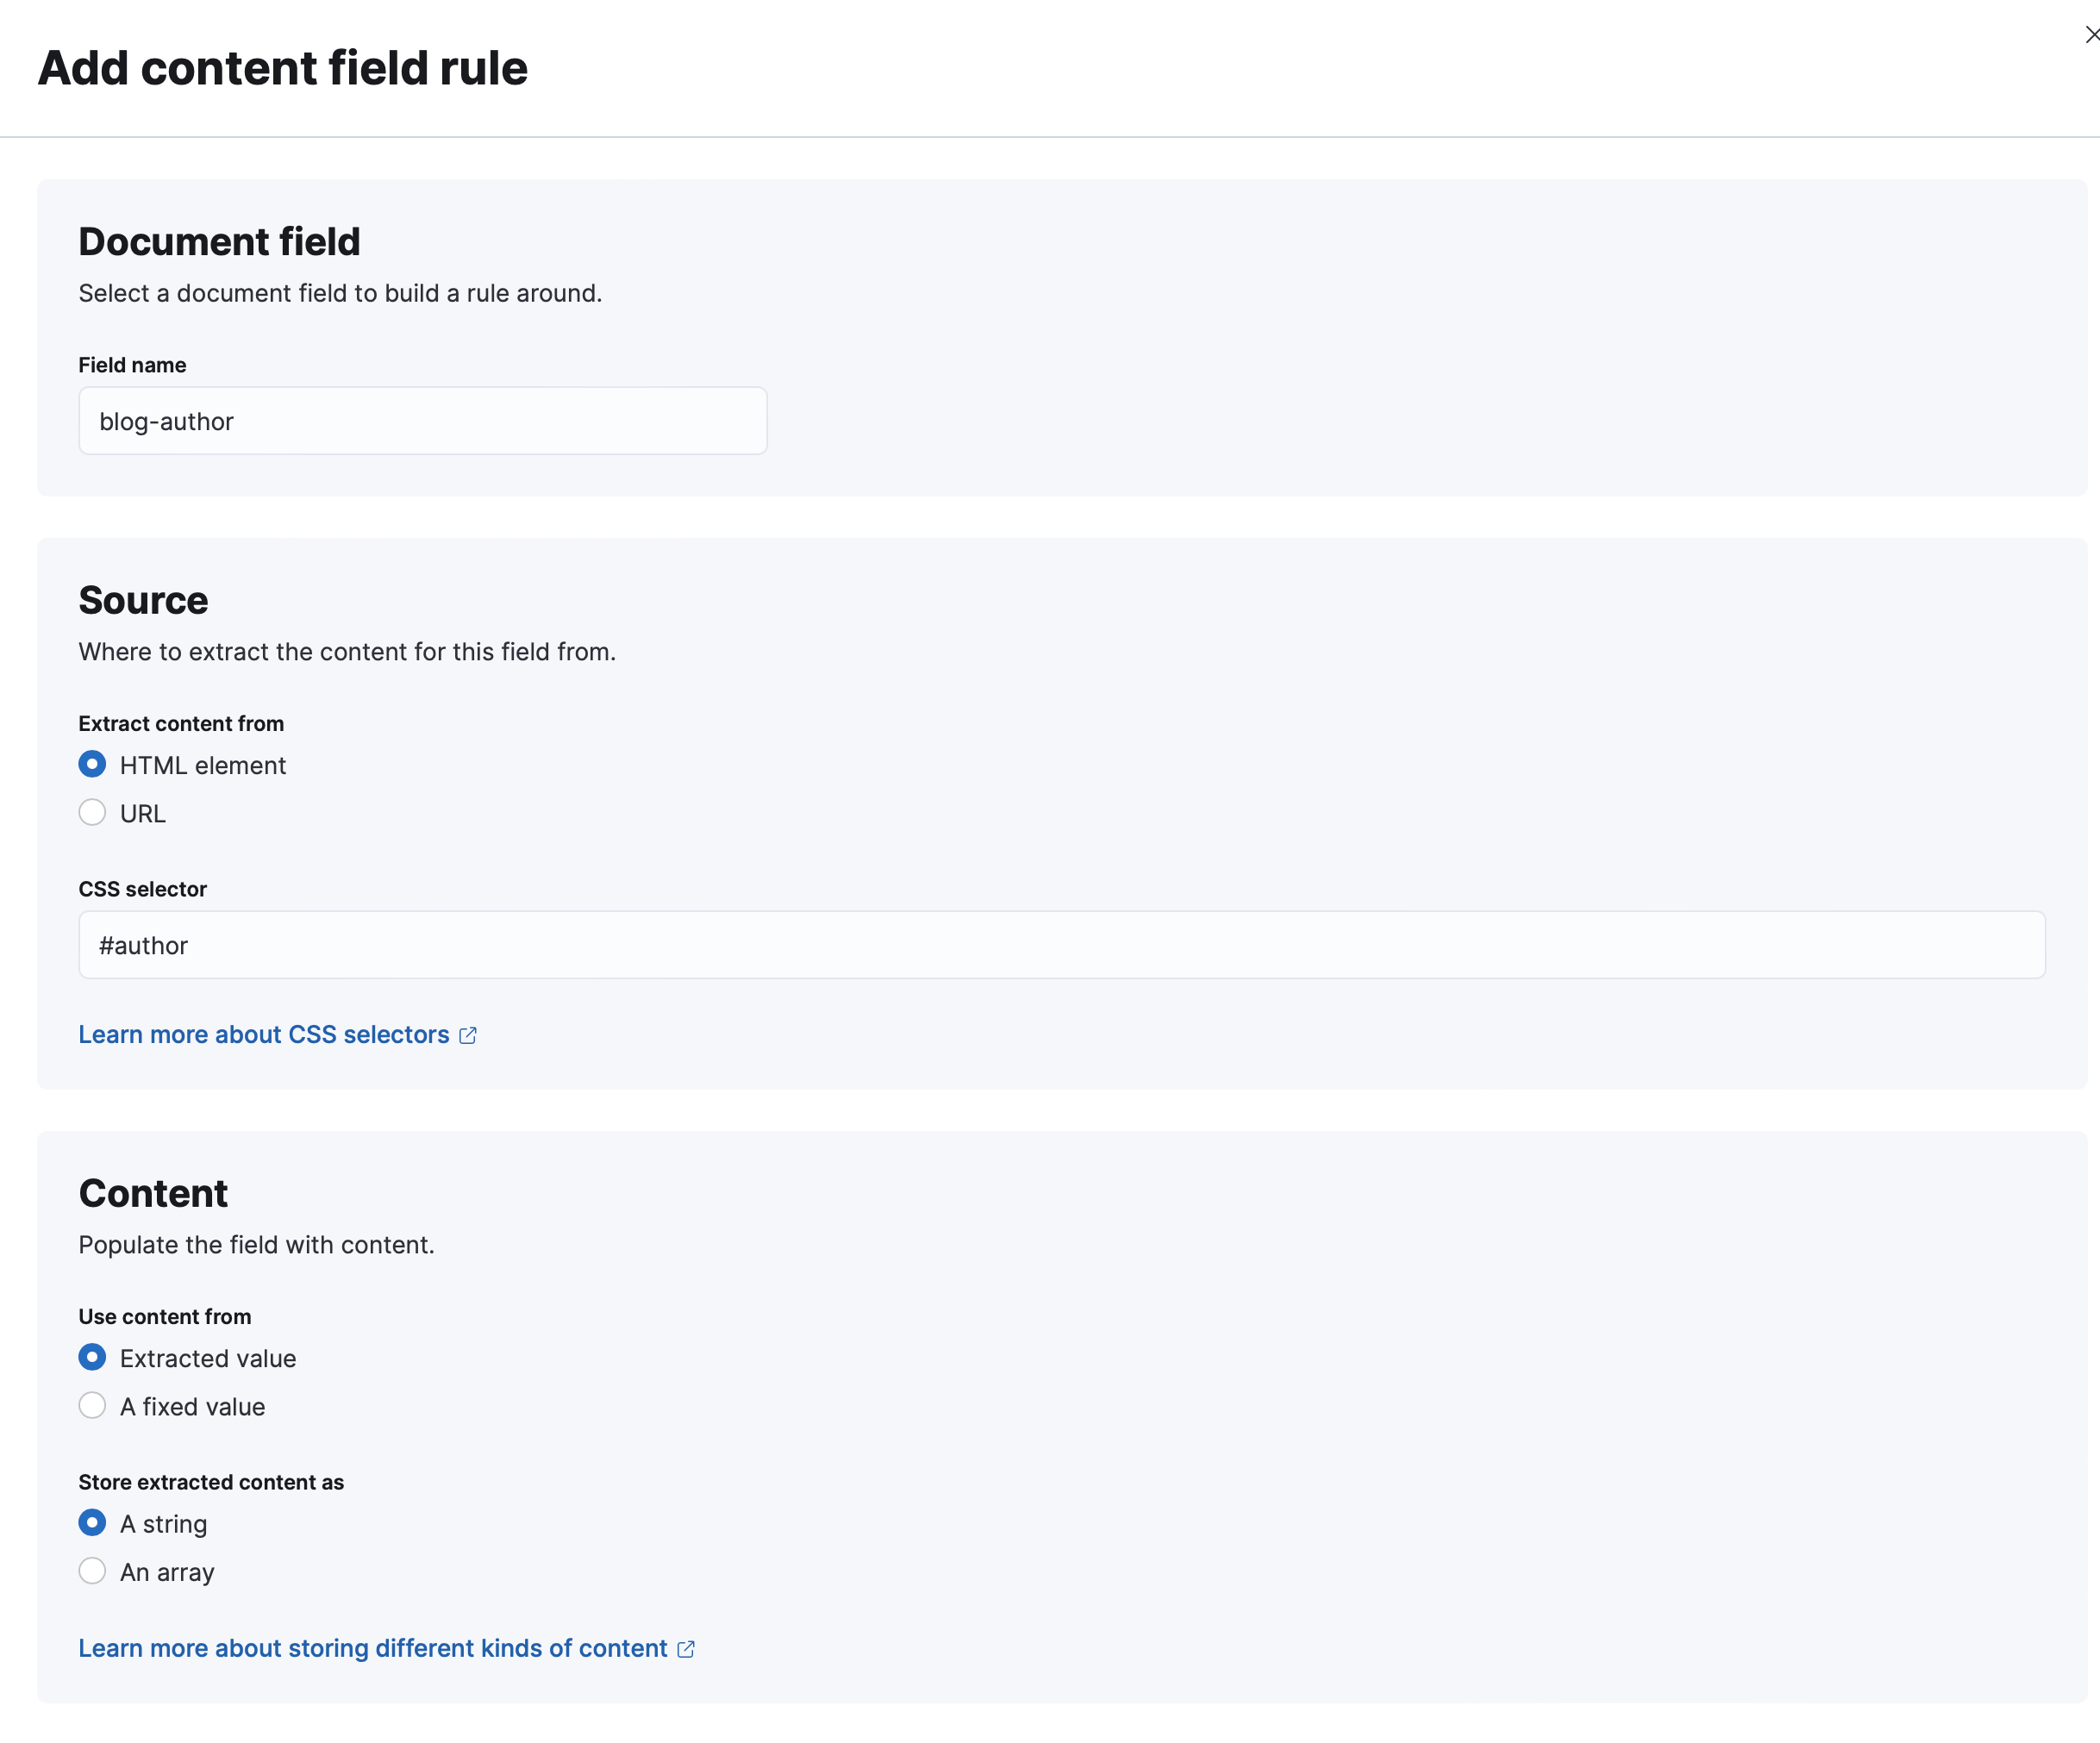 Add content field rule
Document field
Select a document field to build a rule around.
Field name
blog-author
Source
Where to extract the content for this field from.
Extract content from
HTML element
URL
CSS selector
#author
Learn more about CSS selectors
Content
Populate the field with content.
Use content from
Extracted value
A fixed value
Store extracted content as
A string
An array
Learn more about storing different kinds of content